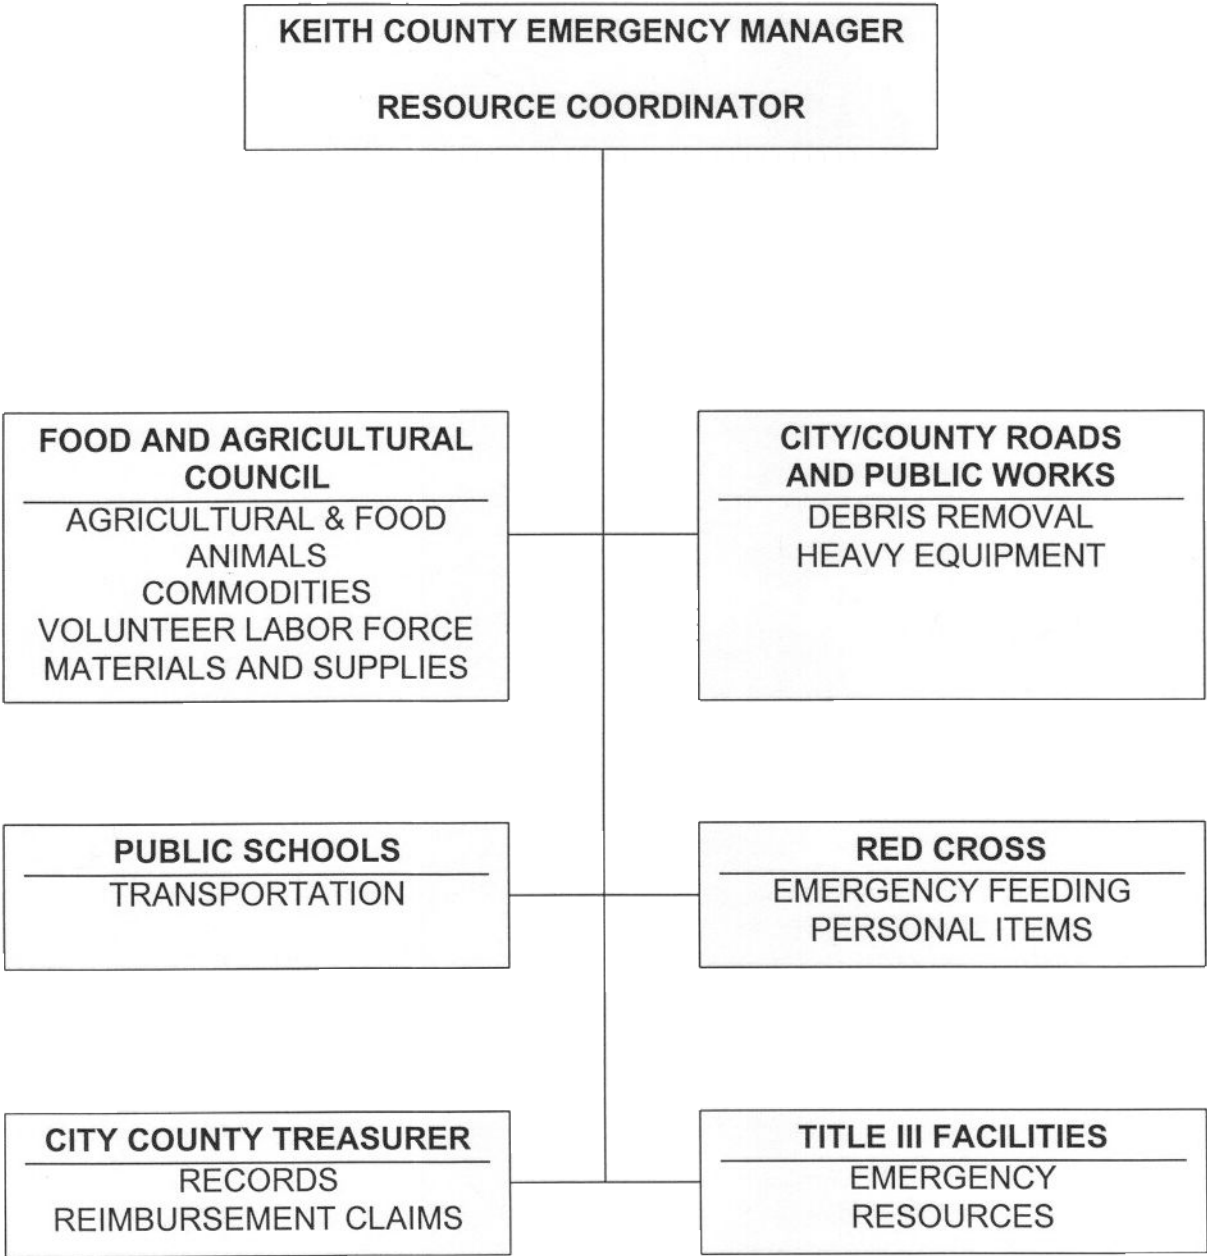 KEITH COUNTY EMERGENCY MANAGER
RESOURCE COORDINATOR
FOOD AND AGRICULTURAL
COUNCIL
AGRICULTURAL & FOOD
ANIMALS
COMMODITIES
VOLUNTEER LABOR FORCE
MATERIALS AND SUPPLIES
CITY/COUNTY ROADS
AND PUBLIC WORKS
DEBRIS REMOVAL
HEAVY EQUIPMENT
PUBLIC SCHOOLS
TRANSPORTATION
RED CROSS
EMERGENCY FEEDING
PERSONAL ITEMS
CITY COUNTY TREASURER
RECORDS
REIMBURSEMENT CLAIMS
TITLE III FACILITIES
EMERGENCY
RESOURCES